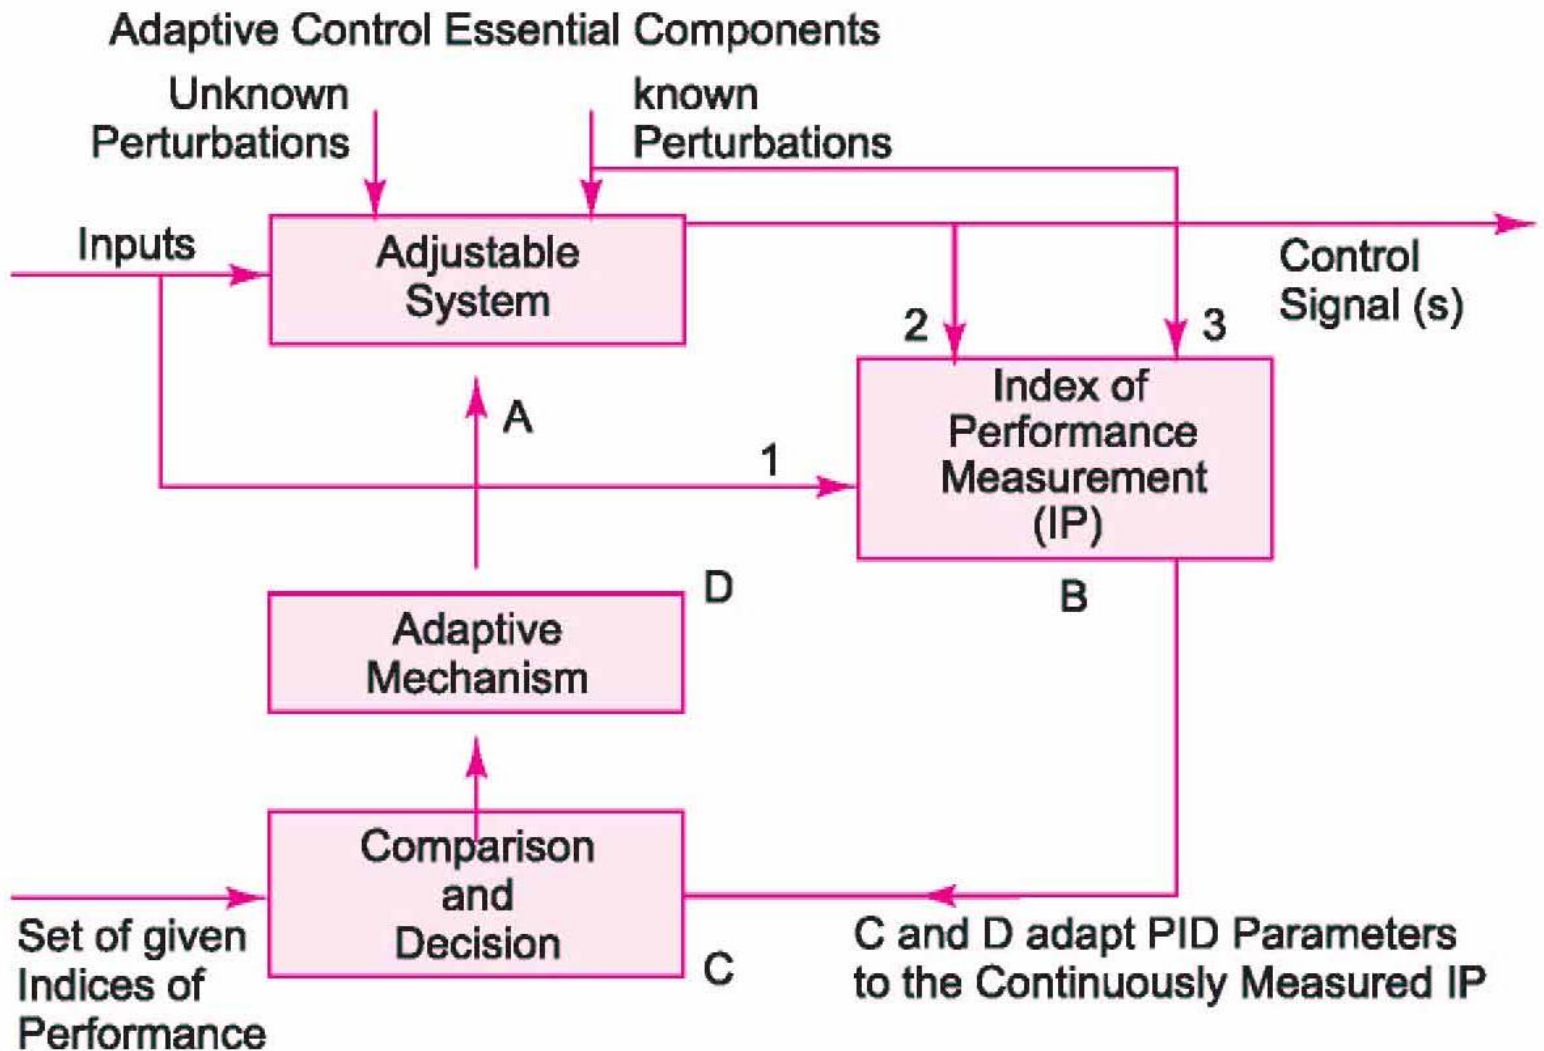 Adaptive Control Essential Components
Unknown
Perturbations
known
Perturbations
Inputs
Adjustable
System
Control
Signal (s)
2
3
A
1
Index of
Performance
Measurement
(IP)
D
B
Adaptive
Mechanism
Comparison
and
Decision
C
Set of given
Indices of
Performance
C and D adapt PID Parameters
to the Continuously Measured IP